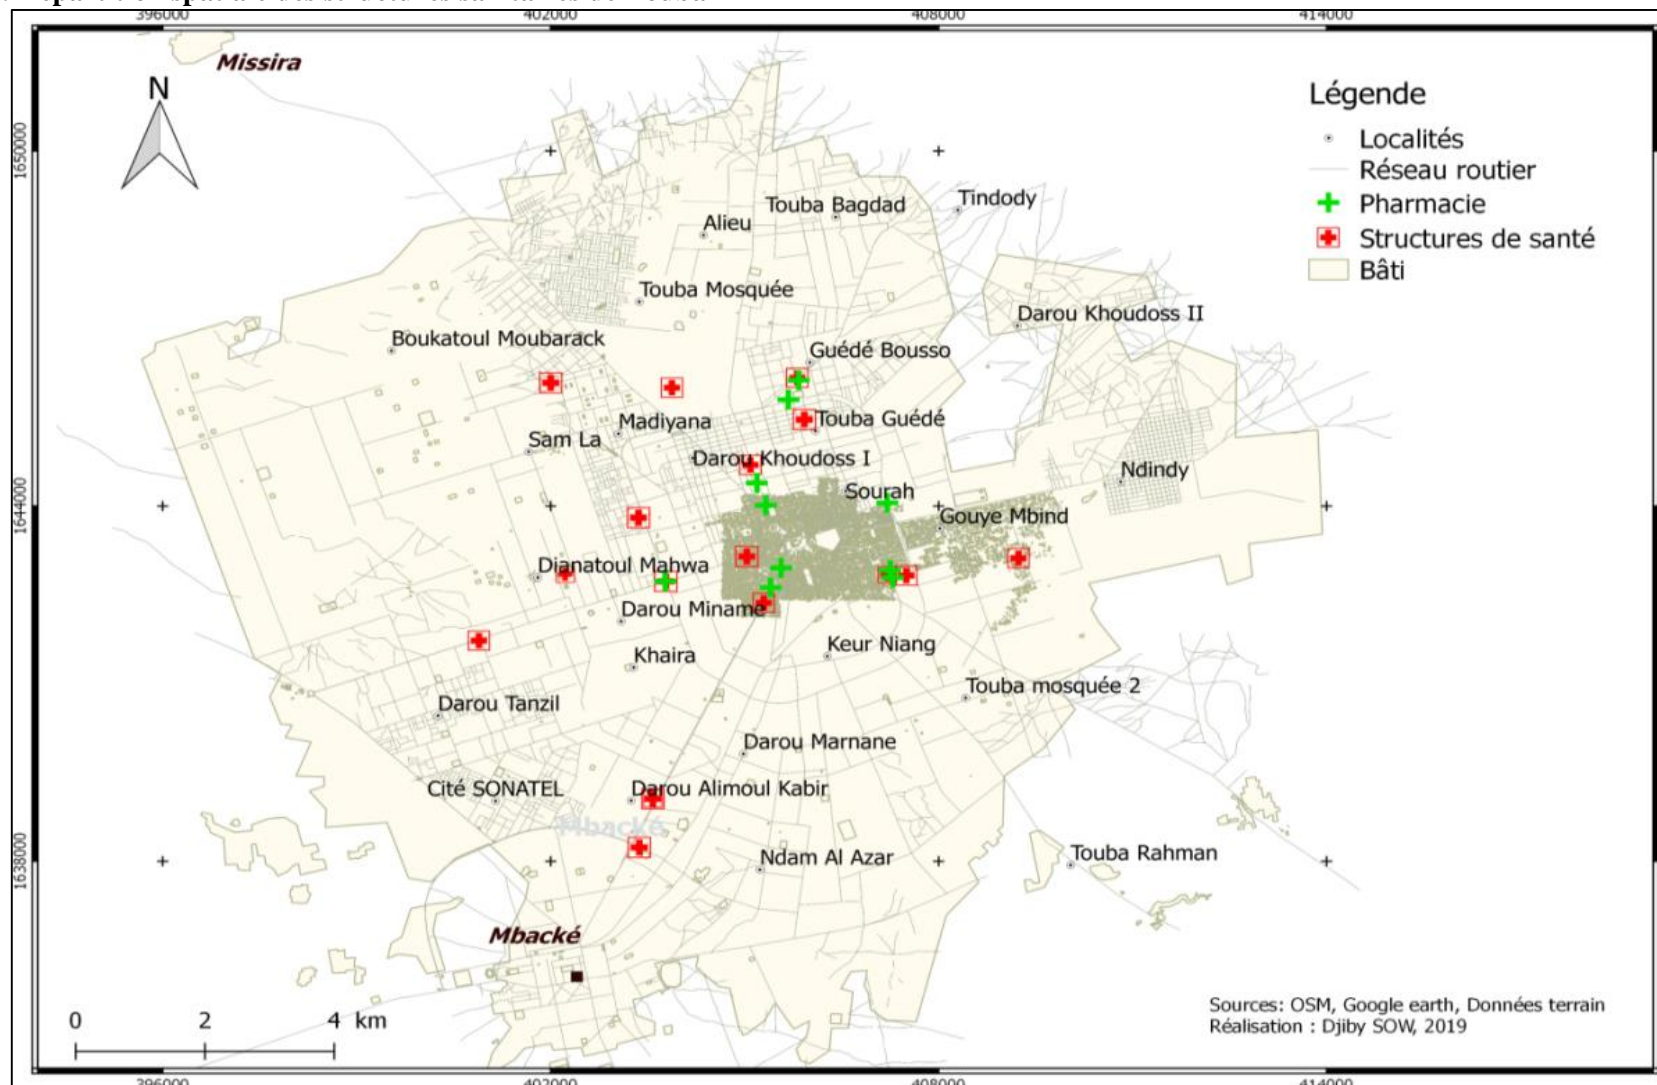 396000 402000 408000 414000
Missira
N
Légende
Localités
Réseau routier
Pharmacie
Structures de santé
Bâti
1650000
Tindody
Touba Bagdad
Alieu
Touba Mosquée
Darou Khoudoss II
Boukatoul Moubarack
Guédé Bousso
Madiyana
Touba Guédé
Sam La
Darou Khoudoss I
Ndindy
Sourah
1644000
Gouye Mbind
Dianatoul Mahwa
Darou Miname
Keur Niang
Khaira
Touba mosquée 2
Darou Tanzil
Darou Marnane
Cité SONATEL
Darou Alimoul Kabir
Mbacké
Ndam Al Azar
Touba Rahman
1638000
Mbacké
Sources: OSM, Google earth, Données terrain
Réalisation : Djiby SOW, 2019
0 2 4 km
396000 402000 408000 414000